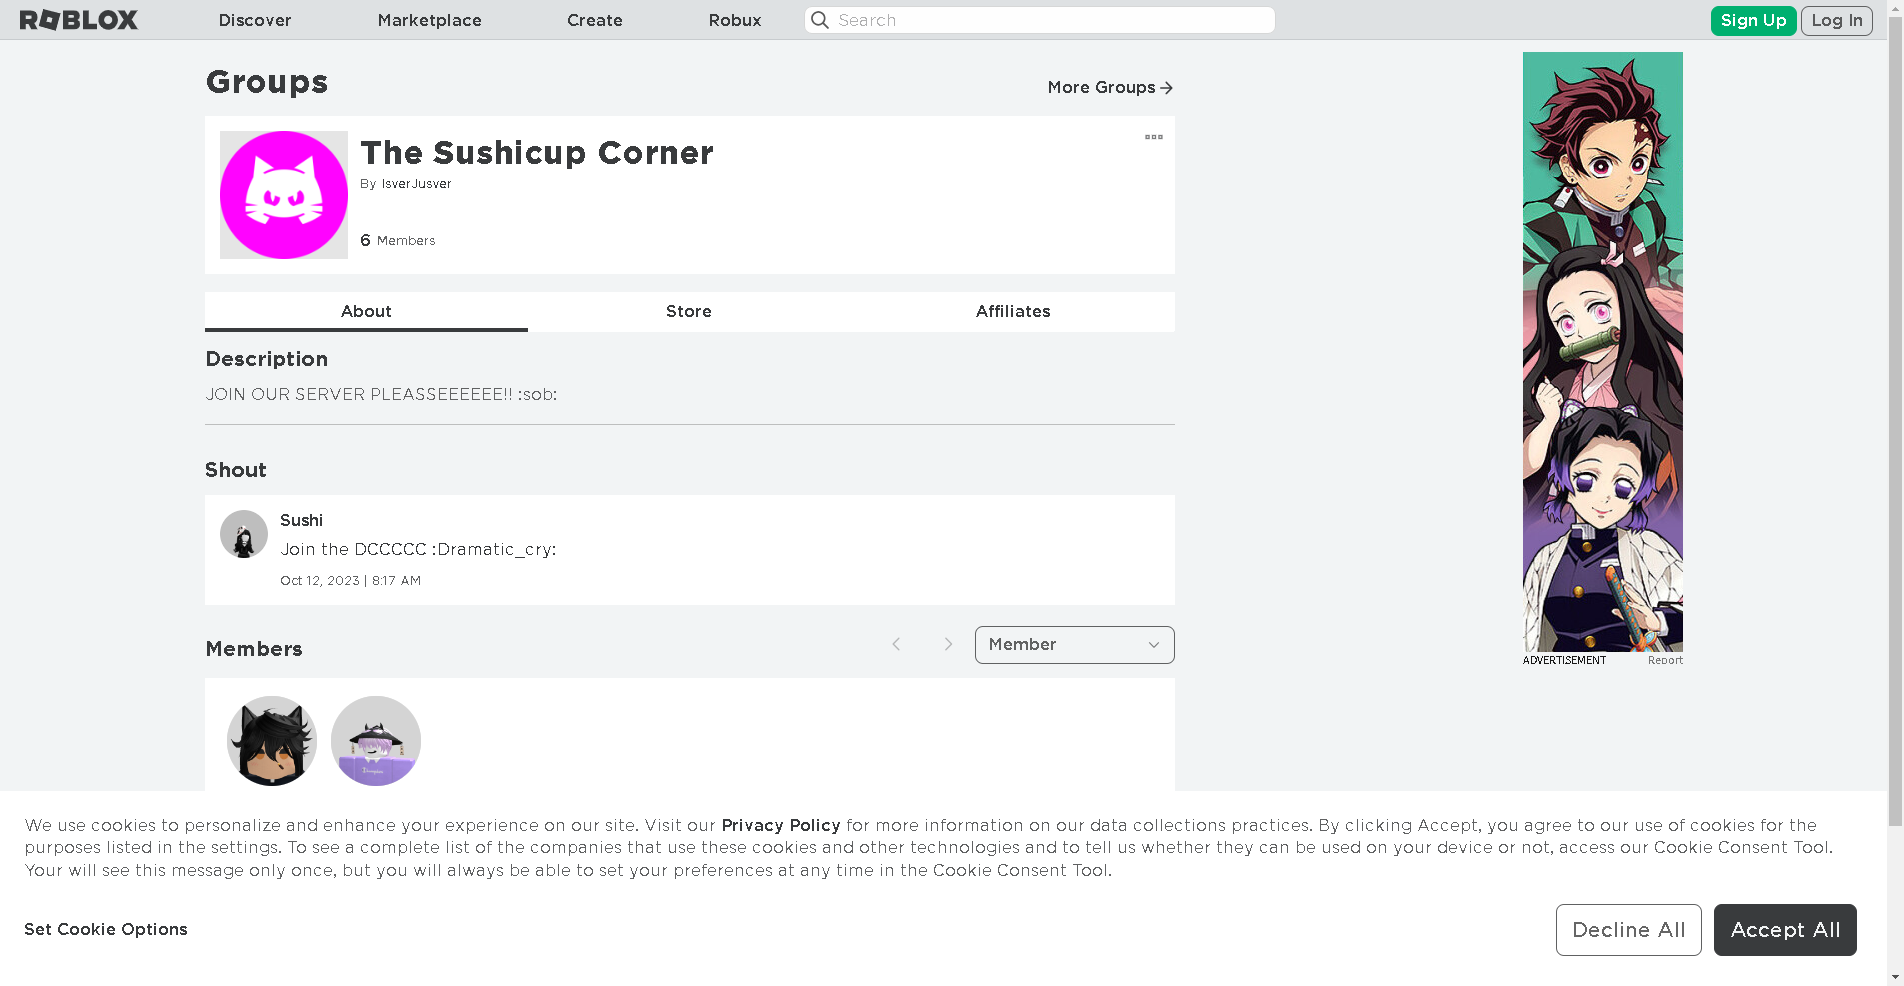 ROBLOX Discover Marketplace Create Robux Search Sign Up Log In
Groups
More Groups
The Sushicup Corner
By IsverJusver
6 Members
About Store Affiliates
Description
JOIN OUR SERVER PLEASSEEEEEE!! :sob:
Shout
Sushi
Join the DCCCCC :Dramatic_cry:
Oct 12, 2023 | 8:17 AM
Members
Member
ADVERTISEMENT Report
We use cookies to personalize and enhance your experience on our site. Visit our Privacy Policy for more information on our data collections practices. By clicking Accept, you agree to our use of cookies for the
purposes listed in the settings. To see a complete list of the companies that use these cookies and other technologies and to tell us whether they can be used on your device or not, access our Cookie Consent Tool.
Your will see this message only once, but you will always be able to set your preferences at any time in the Cookie Consent Tool.
Set Cookie Options
Decline All
Accept All